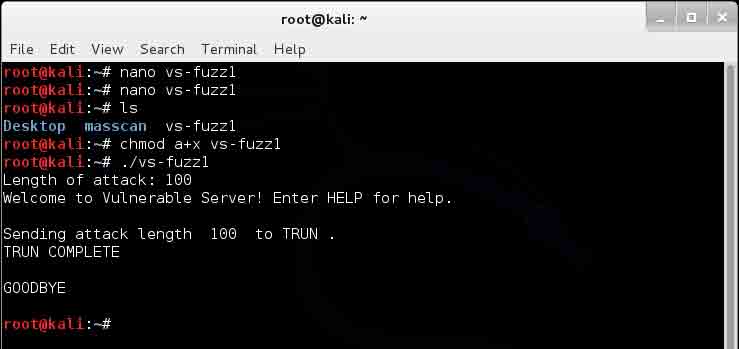 root@kali: ~
File Edit View Search Terminal Help
root@kali:~# nano vs-fuzz1
root@kali:~# nano vs-fuzz1
root@kali:~# ls
Desktop masscan vs-fuzz1
root@kali:~# chmod a+x vs-fuzz1
root@kali:~# ./vs-fuzz1
Length of attack: 100
Welcome to Vulnerable Server! Enter HELP for help.
Sending attack length  100  to TRUN .
TRUN COMPLETE
GOODBYE
root@kali:~#